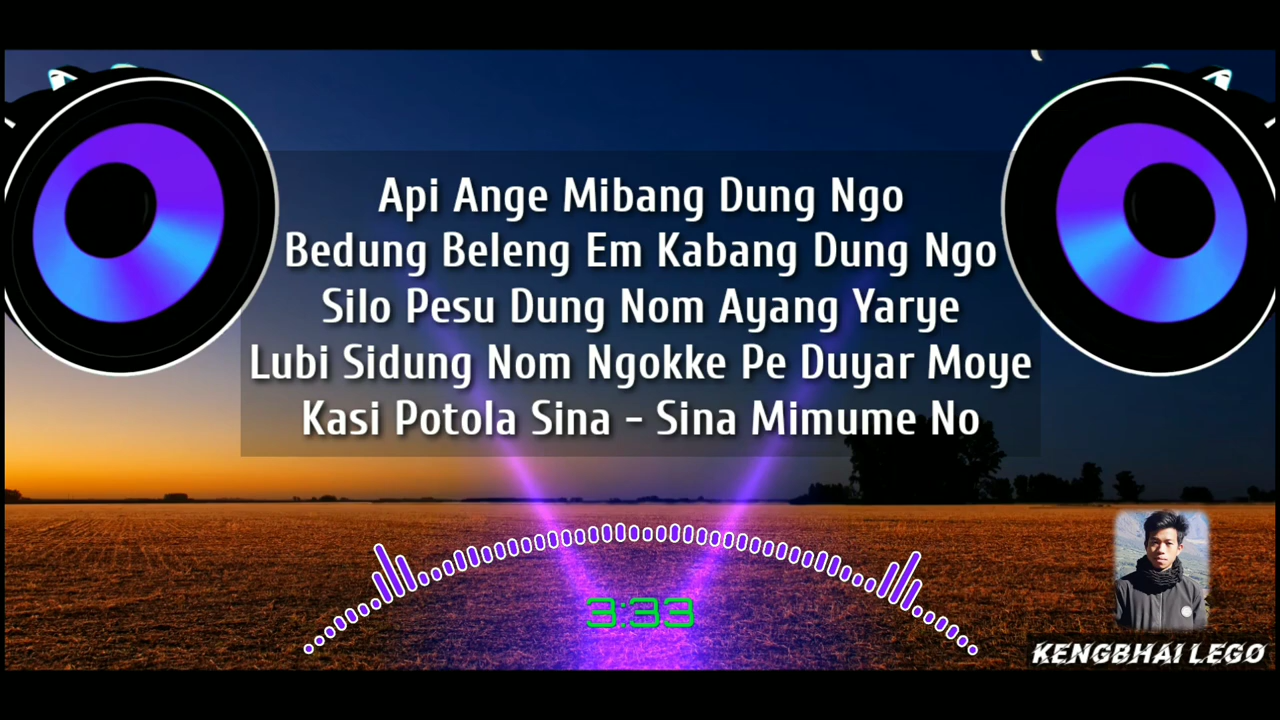 Api Ange Mibang Dung Ngo
Bedung Beleng Em Kabang Dung Ngo
Silo Pesu Dung Nom Ayang Yarye
Lubi Sidung Nom Ngokke Pe Duyar Moye
Kasi Potola Sina - Sina Mimume No
3:33
KENGBHAI LEGO